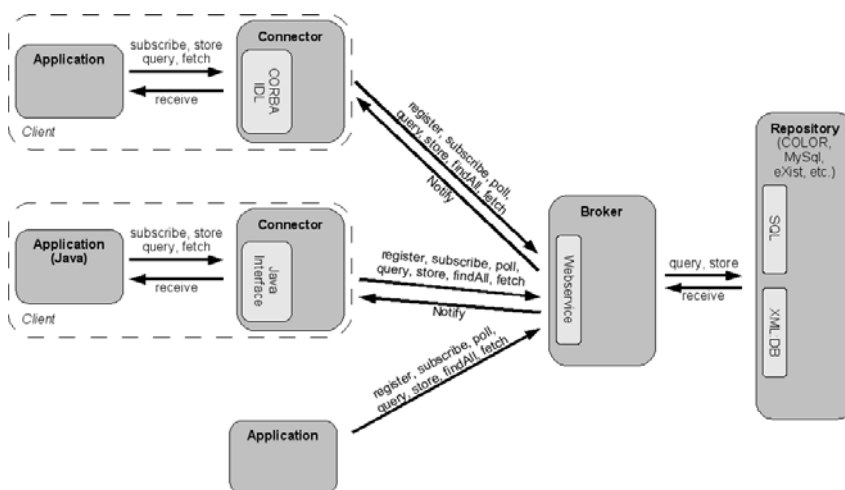 Application
subscribe, store
query, fetch
receive
Client
Connector
CORBA
IDL
register, subscribe, poll,
query, store, findAll, fetch
Notify
Application
(Java)
subscribe, store
query, fetch
receive
Client
Connector
Java
Interface
register, subscribe, poll,
query, store, findAll, fetch
Notify
register, subscribe, poll,
query, store, findAll, fetch
Application
Broker
Webservice
query, store
receive
Repository
(COLOR,
MySql,
eXist, etc.)
SQL
XML DB